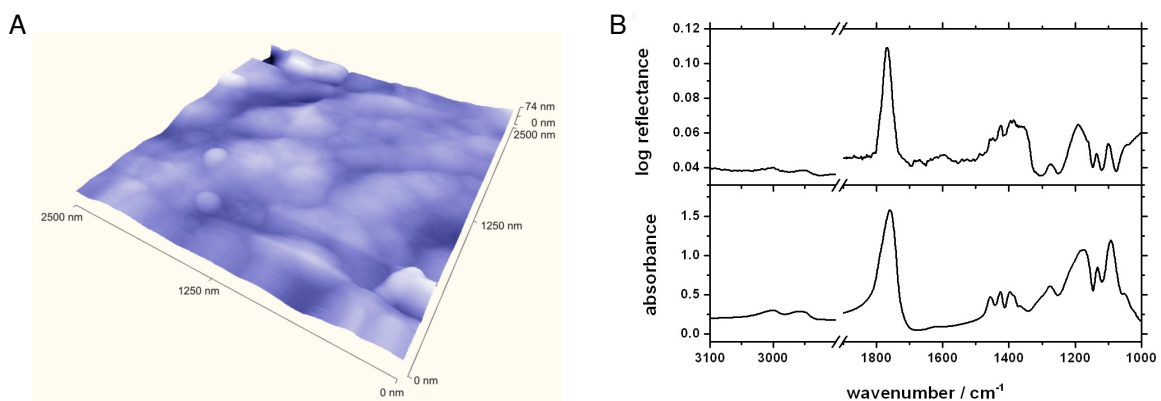 A
74 nm
0 nm
2500 nm
2500 nm
1250 nm
1250 nm
0 nm
0 nm
B
log reflectance
0.12
0.10
0.08
0.06
0.04
absorbance
1.5
1.0
0.5
0.0
3100 3000 1800 1600 1400 1200 1000
wavenumber / cm⁻¹